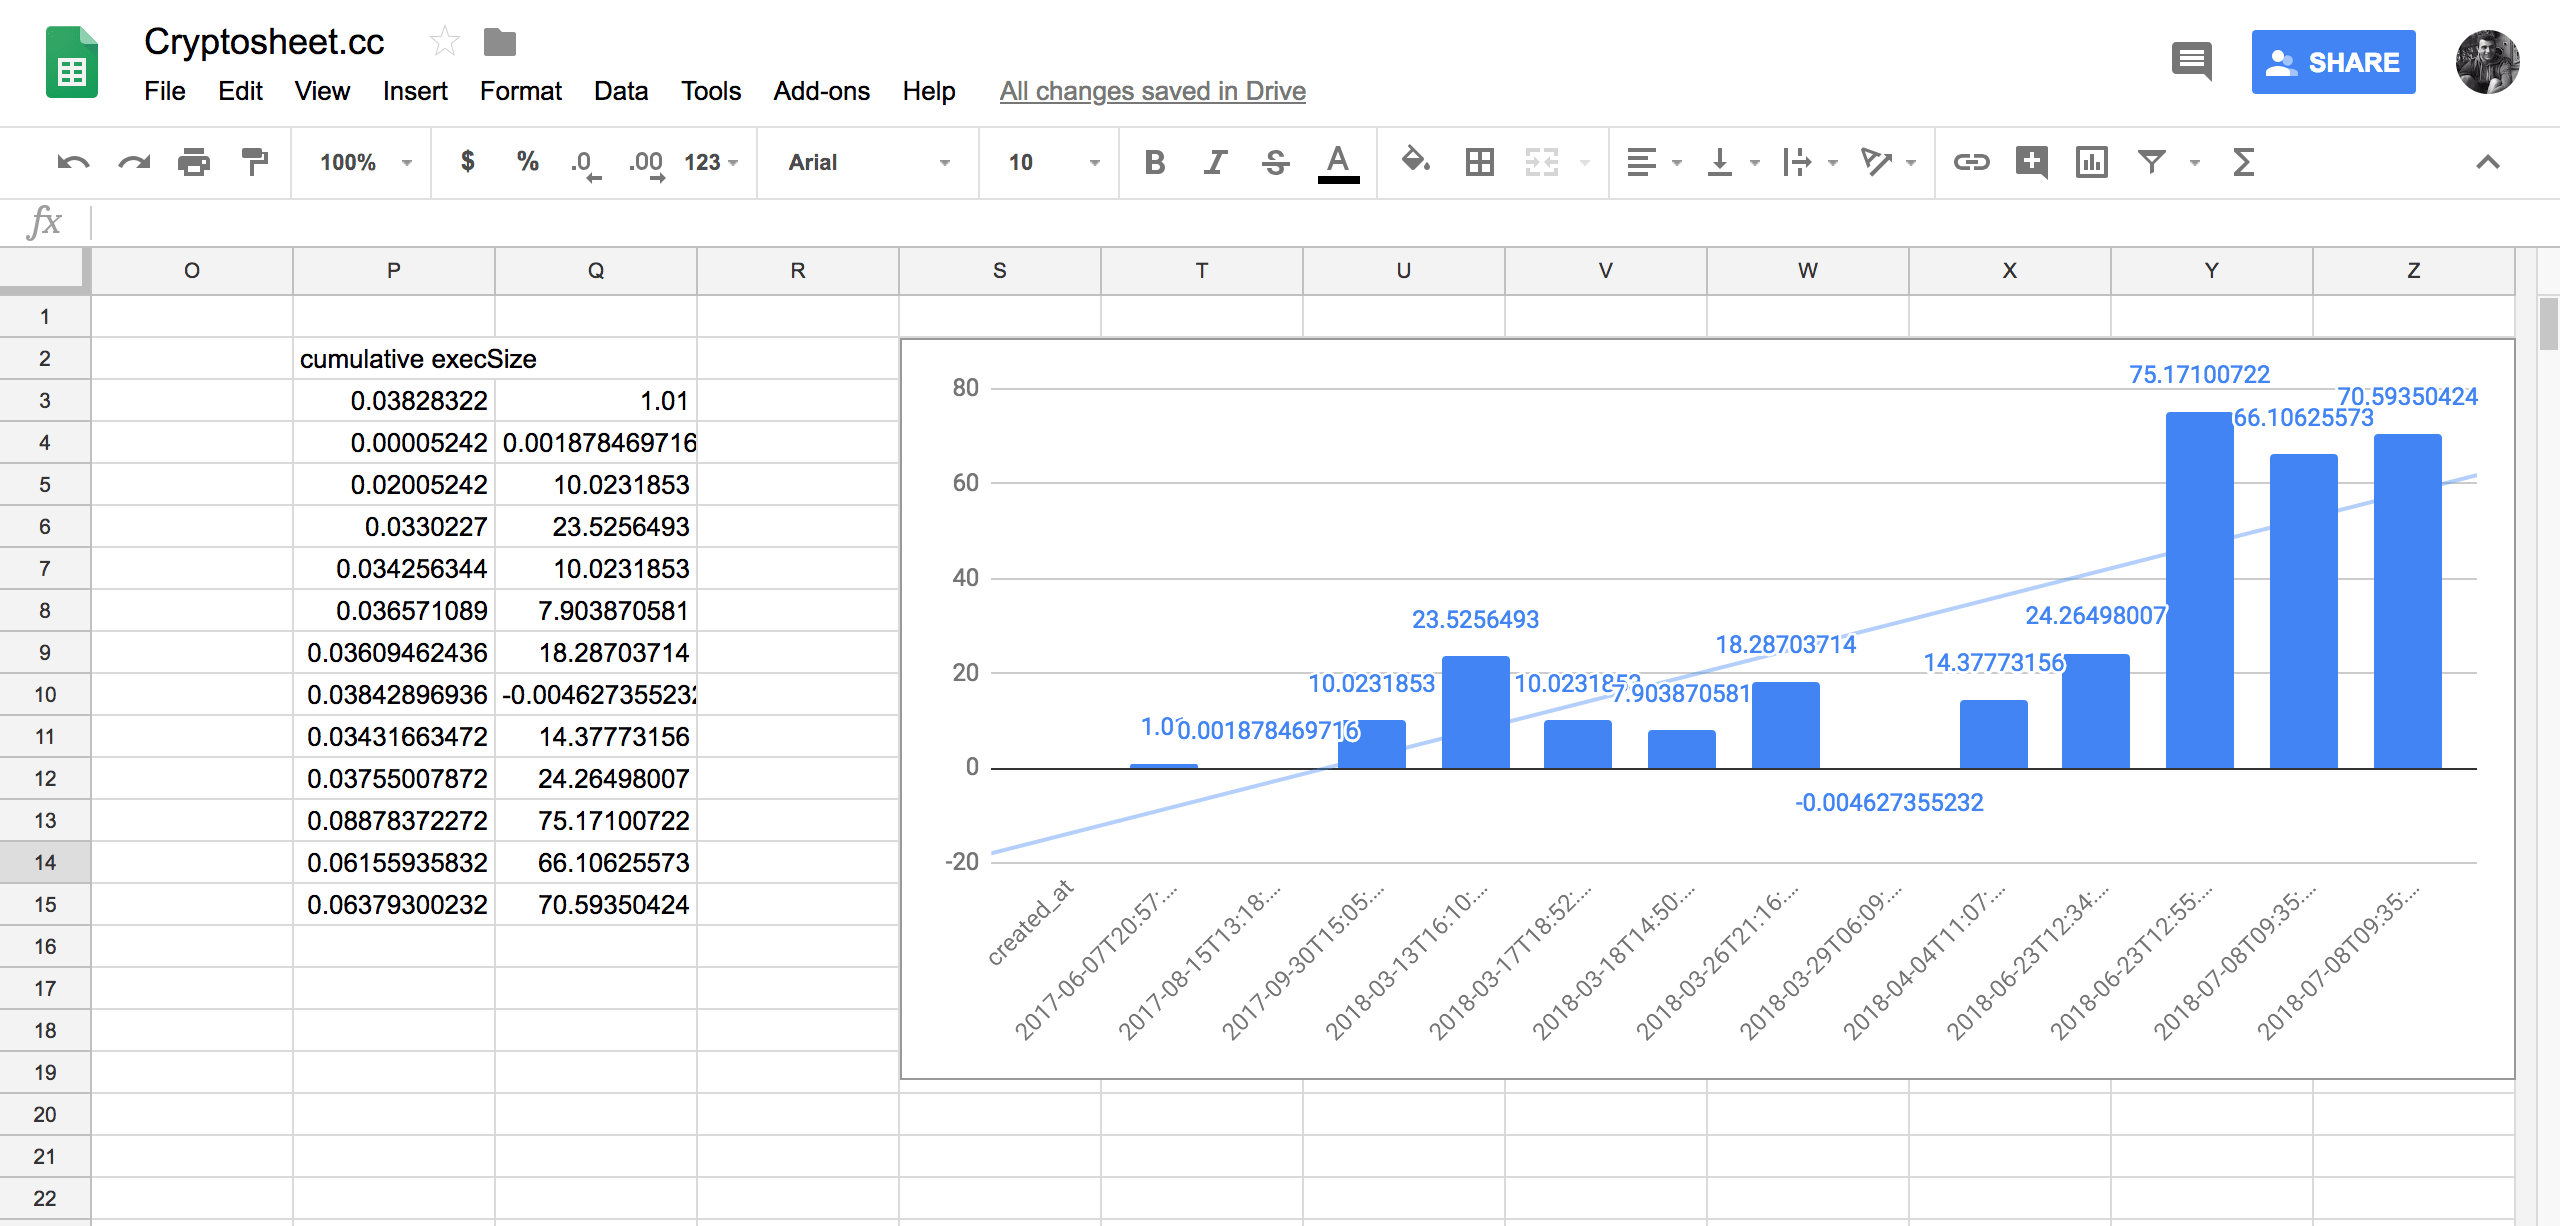 Cryptosheet.cc
File Edit View Insert Format Data Tools Add-ons Help All changes saved in Drive
SHARE
100% $ % .0 .00 123 Arial 10 B I S A
fx
O P Q R S T U V W X Y Z
1
2 cumulative execSize
3 0.03828322 1.01
4 0.00005242 0.001878469716
5 0.02005242 10.0231853
6 0.0330227 23.5256493
7 0.034256344 10.0231853
8 0.036571089 7.903870581
9 0.03609462436 18.28703714
10 0.03842896936 -0.004627355232
11 0.03431663472 14.37773156
12 0.03755007872 24.26498007
13 0.08878372272 75.17100722
14 0.06155935832 66.10625573
15 0.06379300232 70.59350424
16
17
18
19
20
21
22
80
60
40
20
0
-20
1.0
0.001878469716
10.0231853
23.5256493
10.0231853
7.903870581
18.28703714
-0.004627355232
14.37773156
24.26498007
75.17100722
66.10625573
70.59350424
created_at
2017-06-07T20:57:...
2017-08-15T13:18:...
2017-09-30T15:05:...
2018-03-13T16:10:...
2018-03-17T18:52:...
2018-03-18T14:50:...
2018-03-26T21:16:...
2018-03-29T06:09:...
2018-04-04T11:07:...
2018-06-23T12:34:...
2018-06-23T12:55:...
2018-07-08T09:35:...
2018-07-08T09:35:...